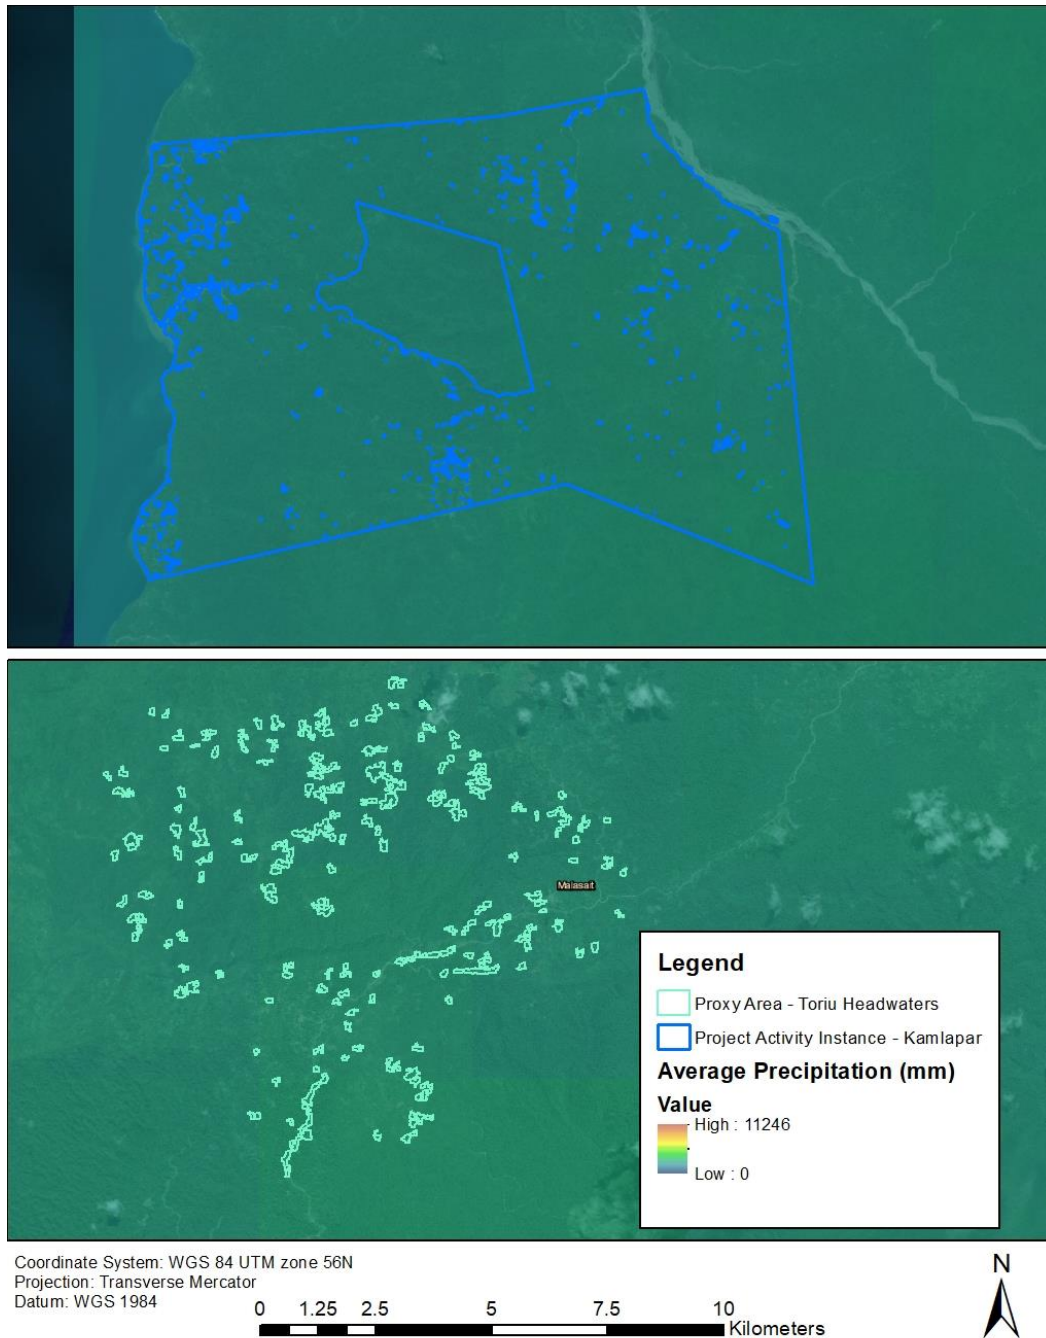 Malasait
Legend
Proxy Area - Toriu Headwaters
Project Activity Instance - Kamlapar
Average Precipitation (mm)
Value
High : 11246
Low : 0
Coordinate System: WGS 84 UTM zone 56N
Projection: Transverse Mercator
Datum: WGS 1984
0 1.25 2.5 5 7.5 10
Kilometers
N